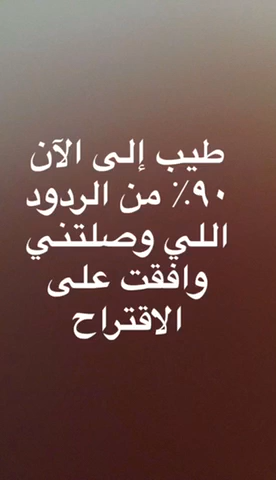 طيب إلى الآن
٩٠٪ من الردود
اللي وصلتني
وافقت على
الاقتراح